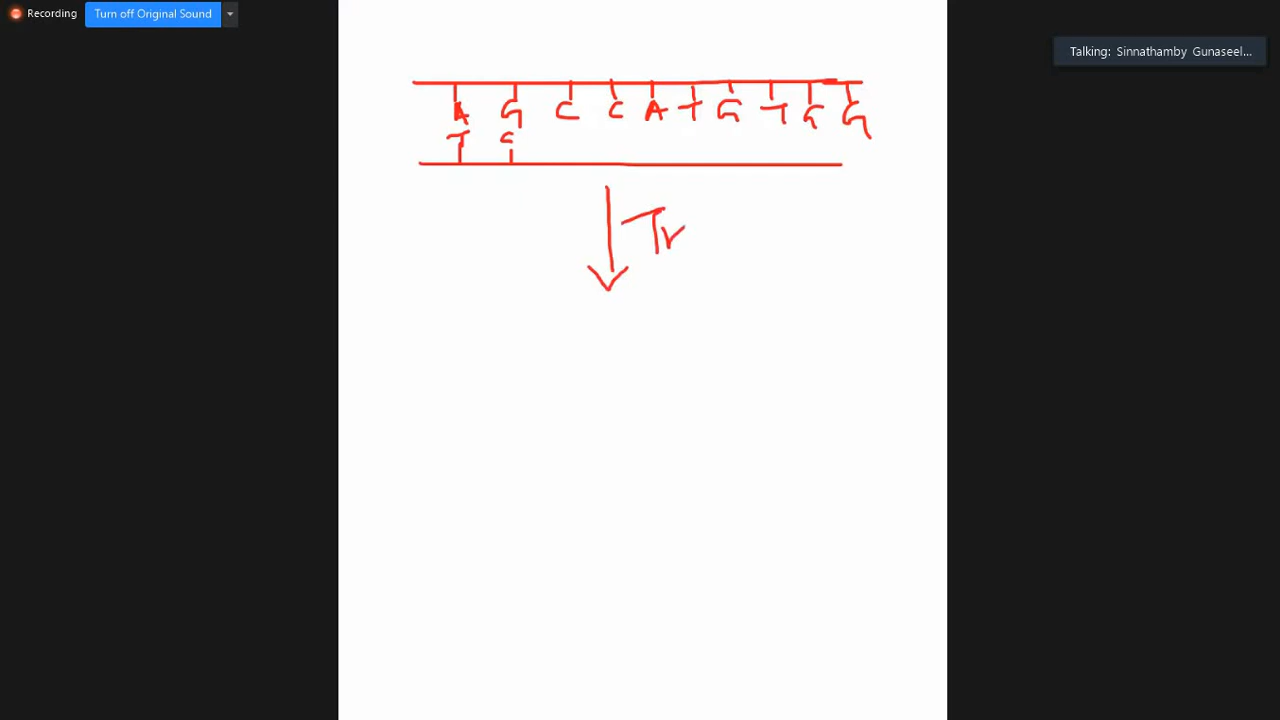 Recording
Turn off Original Sound
Talking: Sinnathamby Gunaseel...
A G C C A T G T G G
T C
Tr